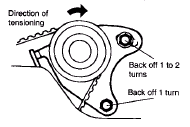 Direction of
tensioning
Back off 1 to 2
turns
Back off 1 turn